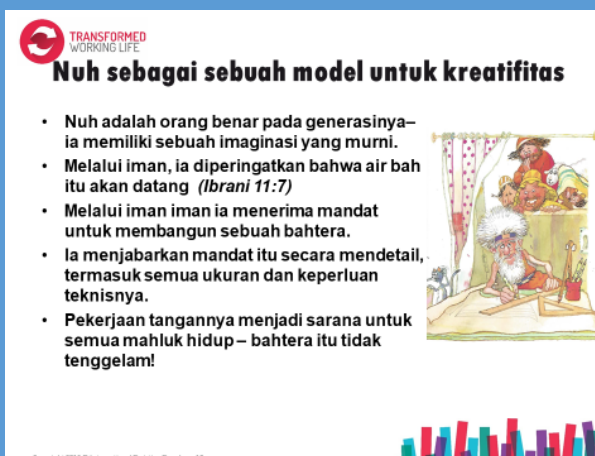 TRANSFORMED
WORKING LIFE
Nuh sebagai sebuah model untuk kreatifitas
• Nuh adalah orang benar pada generasinya–
ia memiliki sebuah imaginasi yang murni.
• Melalui iman, ia diperingatkan bahwa air bah
itu akan datang (Ibrani 11:7)
• Melalui iman iman ia menerima mandat
untuk membangun sebuah bahtera.
• Ia menjabarkan mandat itu secara mendetail,
termasuk semua ukuran dan keperluan
teknisnya.
• Pekerjaan tangannya menjadi sarana untuk
semua mahluk hidup – bahtera itu tidak
tenggelam!